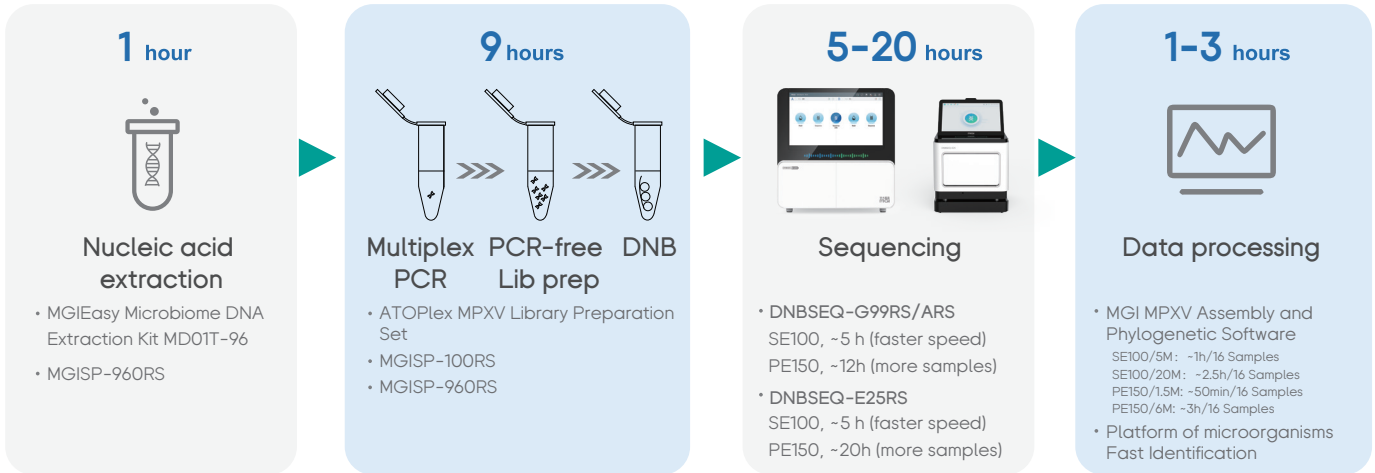 1 hour
Nucleic acid
extraction
• MGIEasy Microbiome DNA
Extraction Kit MD01T-96
• MGISP-960RS
9 hours
Multiplex
PCR
PCR-free
Lib prep
DNB
• ATOPlex MPXV Library Preparation
Set
• MGISP-100RS
• MGISP-960RS
5-20 hours
Sequencing
• DNBSEQ-G99RS/ARS
SE100, ~5 h (faster speed)
PE150, ~12h (more samples)
• DNBSEQ-E25RS
SE100, ~5 h (faster speed)
PE150, ~20h (more samples)
1-3 hours
Data processing
• MGI MPXV Assembly and
Phylogenetic Software
SE100/5M: ~1h/16 Samples
SE100/20M: ~2.5h/16 Samples
PE150/1.5M: ~50min/16 Samples
PE150/6M: ~3h/16 Samples
• Platform of microorganisms
Fast Identification